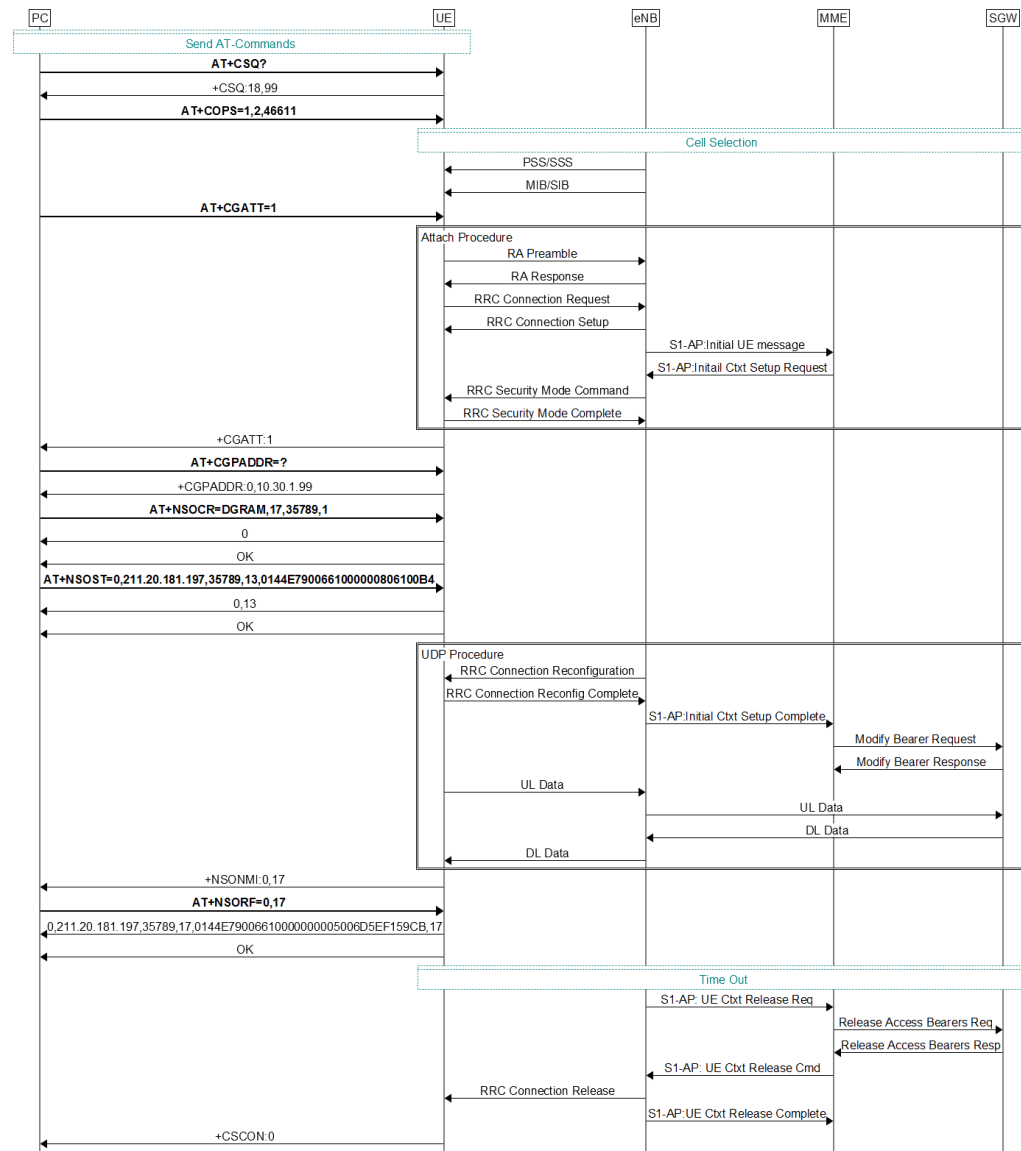 PC UE eNB MME SGW
Send AT-Commands
AT+CSQ?
+CSQ:18,99
AT+COPS=1,2,46611
Cell Selection
PSS/SSS
MIB/SIB
AT+CGATT=1
Attach Procedure
RA Preamble
RA Response
RRC Connection Request
RRC Connection Setup
S1-AP:Initial UE message
S1-AP:Initail Ctxt Setup Request
RRC Security Mode Command
RRC Security Mode Complete
+CGATT:1
AT+CGPADDR=?
+CGPADDR:0,10.30.1.99
AT+NSOCR=DGRAM,17,35789,1
0
OK
AT+NSOST=0,211.20.181.197,35789,13,0144E7900661000000806100B4
0,13
OK
UDP Procedure
RRC Connection Reconfiguration
RRC Connection Reconfig Complete
S1-AP:Initial Ctxt Setup Complete
Modify Bearer Request
Modify Bearer Response
UL Data
UL Data
DL Data
DL Data
+NSONMI:0,17
AT+NSORF=0,17
0,211.20.181.197,35789,17,0144E79006610000000005006D5EF159CB,17
OK
Time Out
S1-AP: UE Ctxt Release Req
Release Access Bearers Req
Release Access Bearers Resp
S1-AP: UE Ctxt Release Cmd
RRC Connection Release
S1-AP:UE Ctxt Release Complete
+CSCON:0